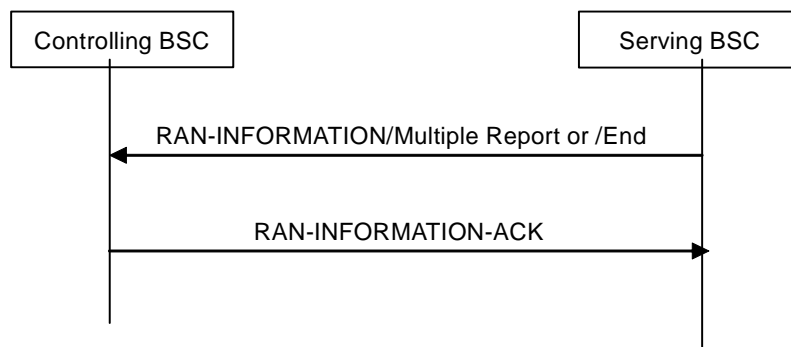 Controlling BSC
Serving BSC
RAN-INFORMATION/Multiple Report or /End
RAN-INFORMATION-ACK